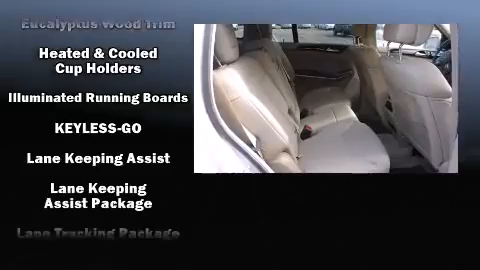 Eucalyptus Wood Trim
Heated & Cooled
Cup Holders
Illuminated Running Boards
KEYLESS-GO
Lane Keeping Assist
Lane Keeping
Assist Package
Lane Tracking Package